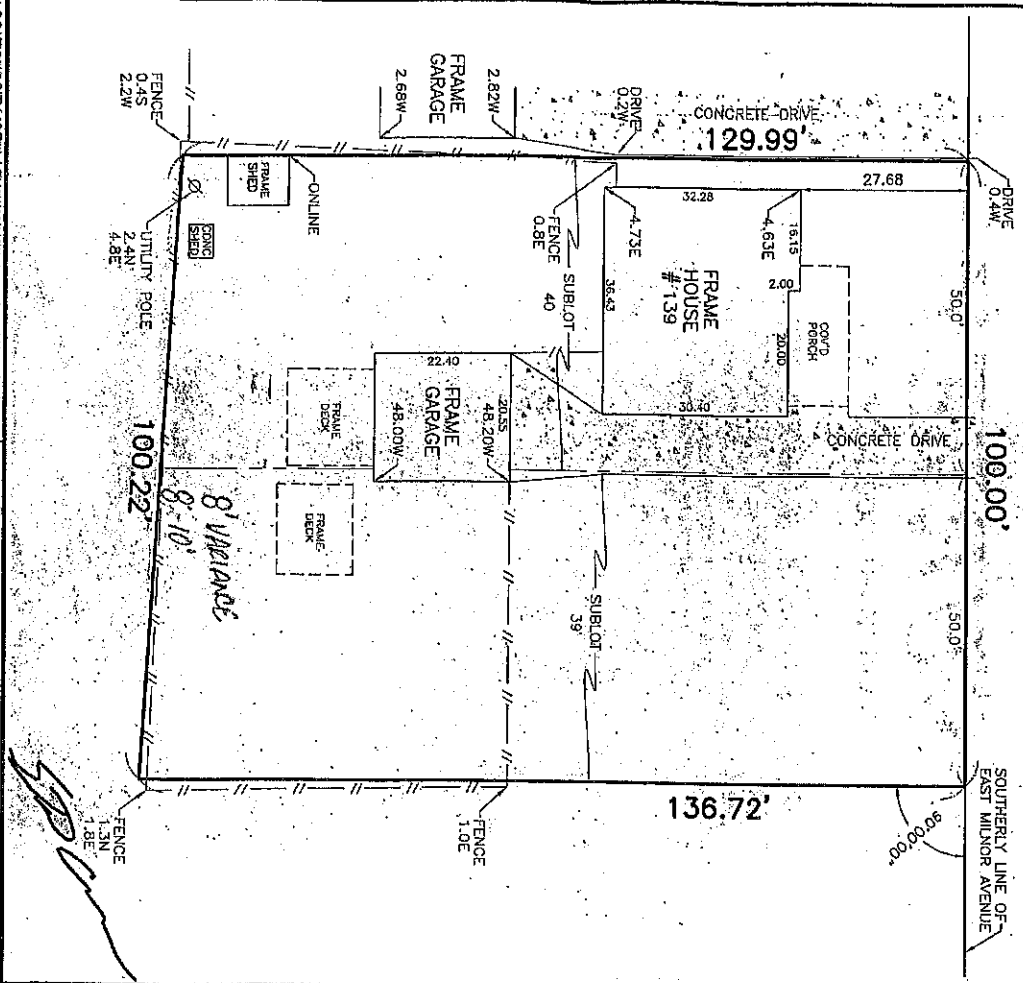 SOUTHERLY LINE OF
EAST MILNOR AVENUE
100.00'
50.0'
50.0'
90°00'00"
DRIVE
0.4W
27.68
CONCRETE DRIVE
129.99'
DRIVE
0.2W
COV'D
PORCH
CONCRETE DRIVE
16.15
4.63E
2.00
20.00
32.28
FRAME
HOUSE
# 139
30.40
36.43
4.73E
FENCE
0.8E
SUBLOT 40
SUBLOT 39
136.72'
2.82W
FRAME
GARAGE
2.68W
20.55
48.20W
22.40
FRAME
GARAGE
48.00W
FENCE
1.0E
FRAME
DECK
FRAME
DECK
ONLINE
FRAME
SHED
CONC
SHED
UTILITY POLE
2.4N
4.8E
FENCE
0.4S
2.2W
100.22'
8' VARIANCE
8'-10'
FENCE
1.3N
1.8E